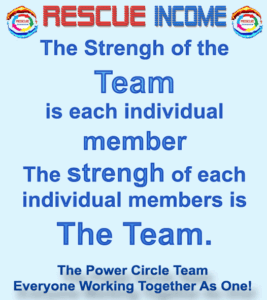 RESCUE INCOME
The Strengh of the
Team
is each individual
member
The strengh of each
individual members is
The Team.
The Power Circle Team
Everyone Working Together As One!